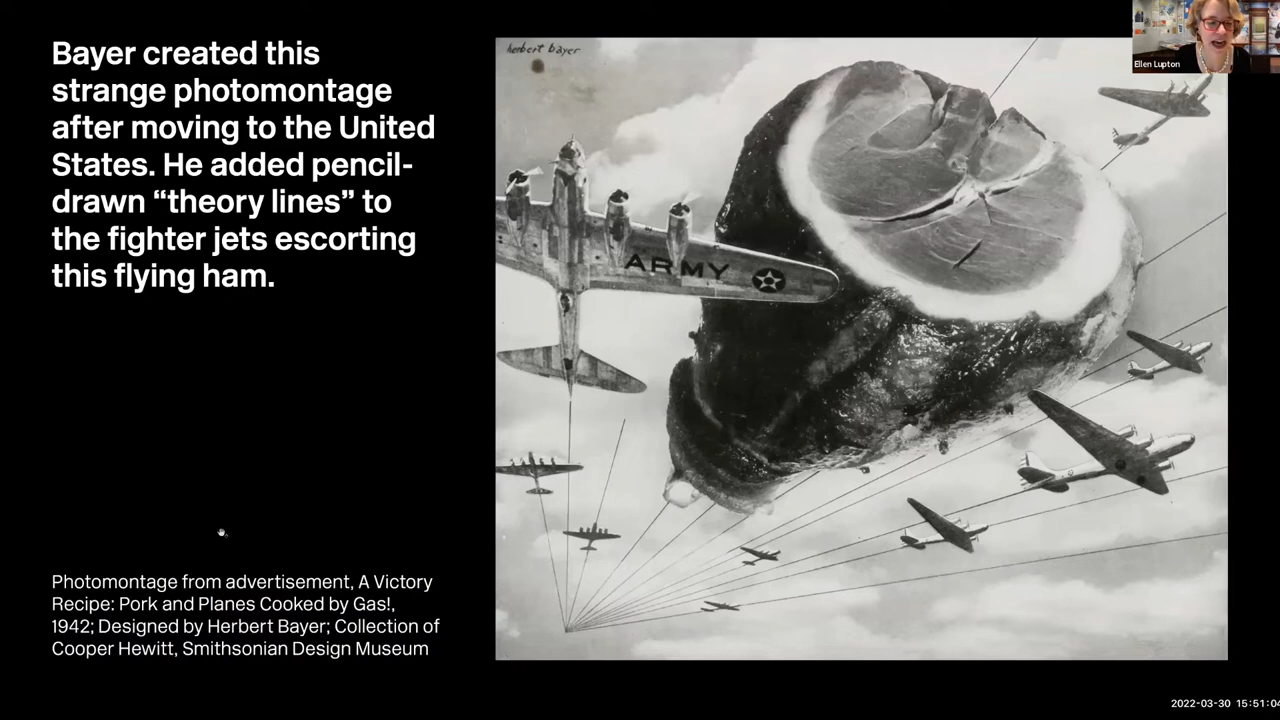 Bayer created this
strange photomontage
after moving to the United
States. He added pencil-
drawn “theory lines” to
the fighter jets escorting
this flying ham.
Photomontage from advertisement, A Victory
Recipe: Pork and Planes Cooked by Gas!,
1942; Designed by Herbert Bayer; Collection of
Cooper Hewitt, Smithsonian Design Museum
herbert bayer
ARMY
Ellen Lupton
2022-03-30 15:51:04